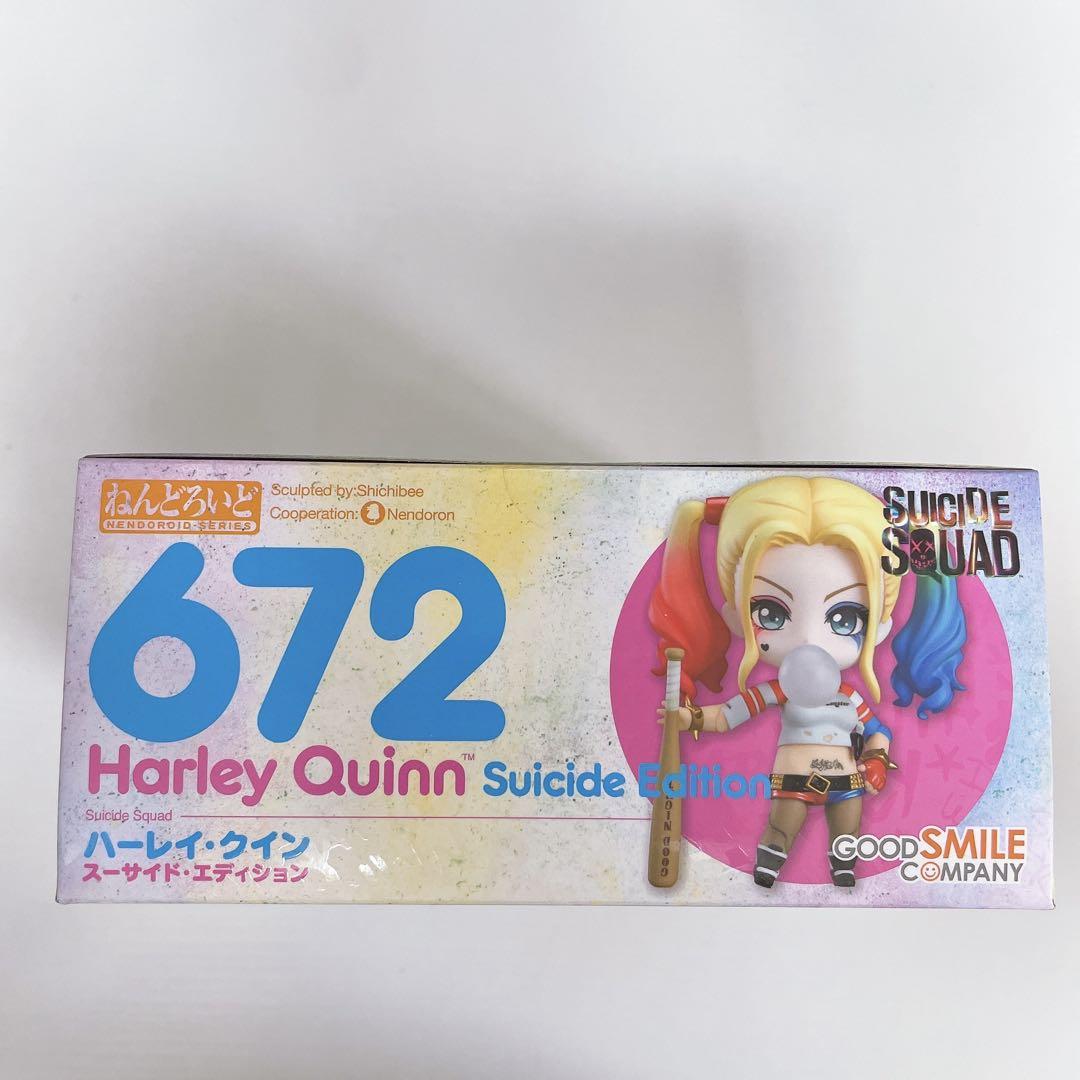 ねんどろいど
NENDOROID-SERIES
Sculpted by:Shichibee
Cooperation: Nendoron
672
Harley Quinn™ Suicide Edition
Suicide Squad
ハーレイ・クイン
スーサイド・エディション
SUICIDE
SQUAD
GOOD NIGHT
GOOD SMILE
COMPANY